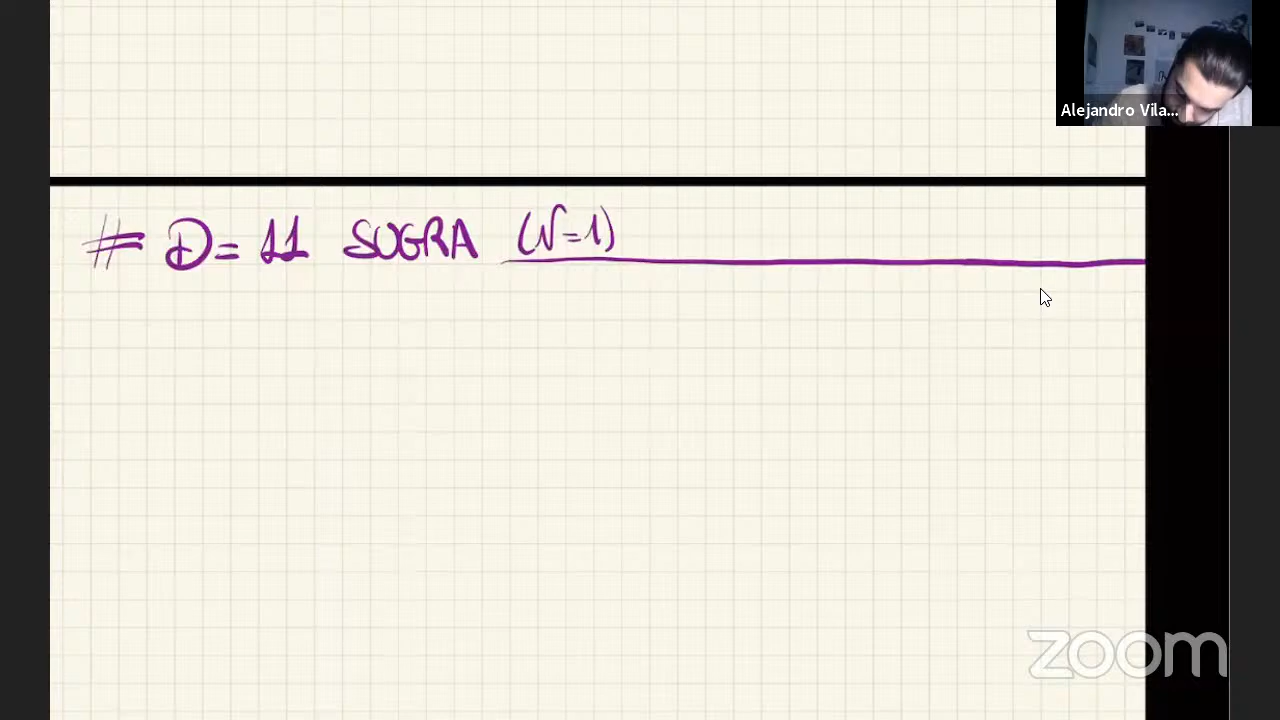 Alejandro Vila...
# D = 11 SUGRA (N=1)
zoom